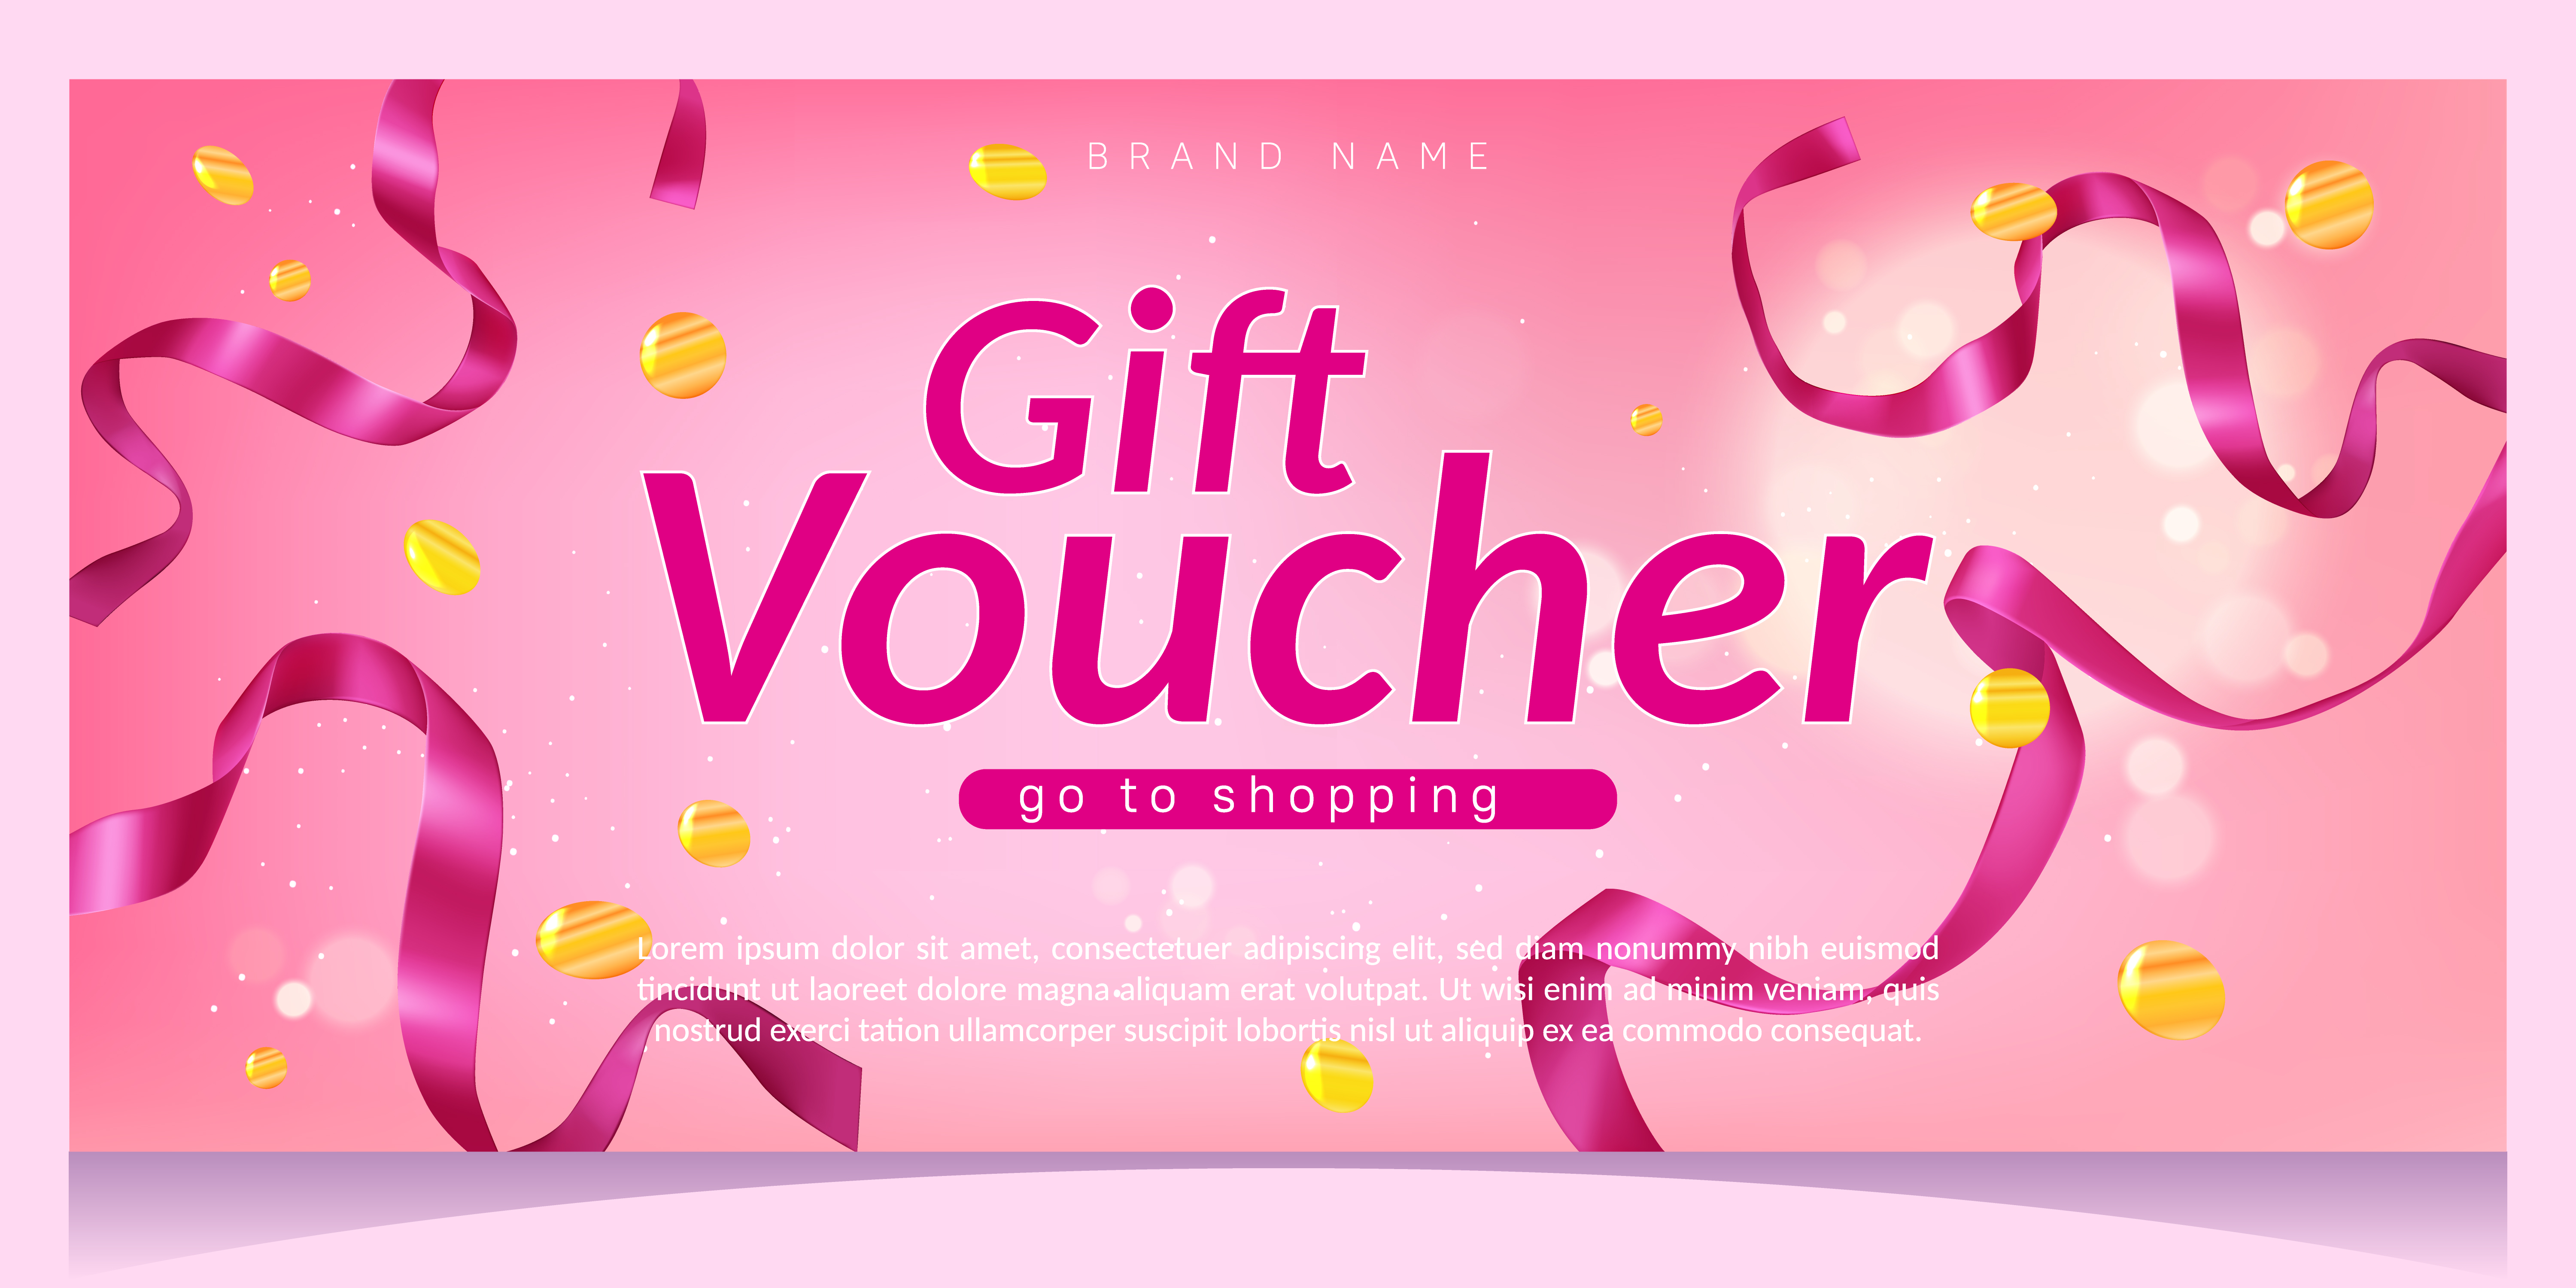 BRAND NAME
Gift
Voucher
go to shopping
Lorem ipsum dolor sit amet, consectetuer adipiscing elit, sed diam nonummy nibh euismod
tincidunt ut laoreet dolore magna aliquam erat volutpat. Ut wisi enim ad minim veniam, quis
nostrud exerci tation ullamcorper suscipit lobortis nisl ut aliquip ex ea commodo consequat.